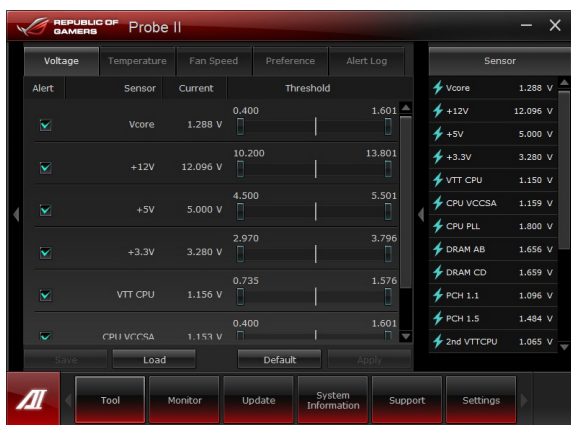 REPUBLIC OF GAMERS Probe II
Voltage Temperature Fan Speed Preference Alert Log
Alert Sensor Current Threshold
Vcore 1.288 V 0.400 1.601
+12V 12.096 V 10.200 13.801
+5V 5.000 V 4.500 5.501
+3.3V 3.280 V 2.970 3.796
VTT CPU 1.156 V 0.735 1.576
CPU VCCSA 1.153 V 0.400 1.601
Save Load Default Apply
Sensor
Vcore 1.288 V
+12V 12.096 V
+5V 5.000 V
+3.3V 3.280 V
VTT CPU 1.150 V
CPU VCCSA 1.159 V
CPU PLL 1.800 V
DRAM AB 1.656 V
DRAM CD 1.659 V
PCH 1.1 1.096 V
PCH 1.5 1.484 V
2nd VTTCPU 1.065 V
AI Tool Monitor Update System Information Support Settings